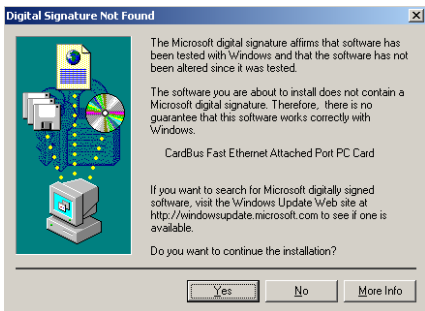 Digital Signature Not Found
The Microsoft digital signature affirms that software has
been tested with Windows and that the software has not
been altered since it was tested.
The software you are about to install does not contain a
Microsoft digital signature. Therefore, there is no
guarantee that this software works correctly with
Windows.
CardBus Fast Ethernet Attached Port PC Card
If you want to search for Microsoft digitally signed
software, visit the Windows Update Web site at
http://windowsupdate.microsoft.com to see if one is
available.
Do you want to continue the installation?
Yes No More Info